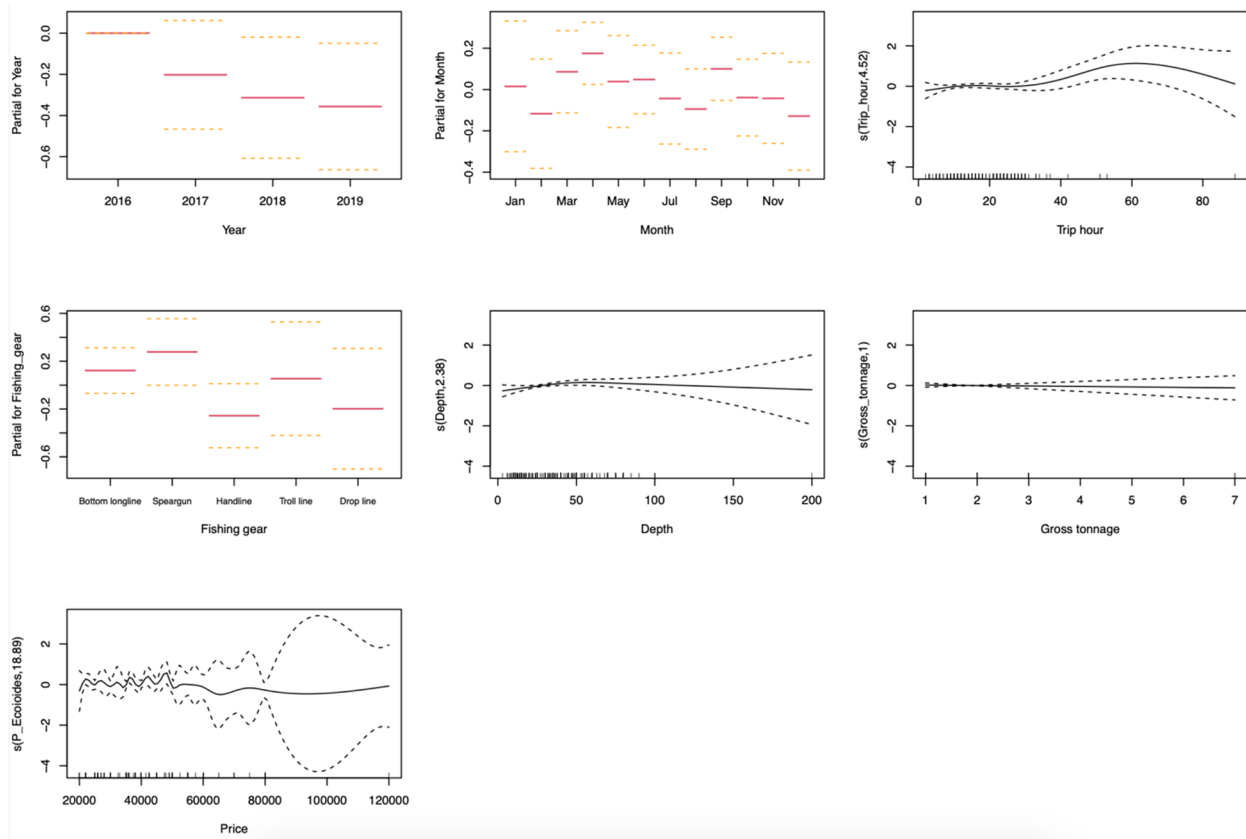 Partial for Year
0.0
-0.2
-0.4
-0.6
2016 2017 2018 2019
Year
Partial for Month
0.2
0.0
-0.2
-0.4
Jan Mar May Jul Sep Nov
Month
s(Trip_hour,4.52)
2
0
-2
-4
0 20 40 60 80
Trip hour
Partial for Fishing_gear
0.6
0.2
-0.2
-0.6
Bottom longline Speargun Handline Troll line Drop line
Fishing gear
s(Depth,2.38)
2
0
-2
-4
0 50 100 150 200
Depth
s(Gross_tonnage,1)
2
0
-2
-4
1 2 3 4 5 6 7
Gross tonnage
s(P_Ecoioides,18.89)
2
0
-2
-4
20000 40000 60000 80000 100000 120000
Price